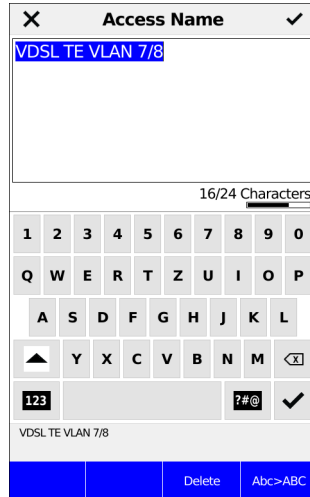 Access Name
VDSL TE VLAN 7/8
16/24 Characters
1 2 3 4 5 6 7 8 9 0
Q W E R T Z U I O P
A S D F G H J K L
Y X C V B N M X
123 ?#@
VDSL TE VLAN 7/8
Delete Abc>ABC